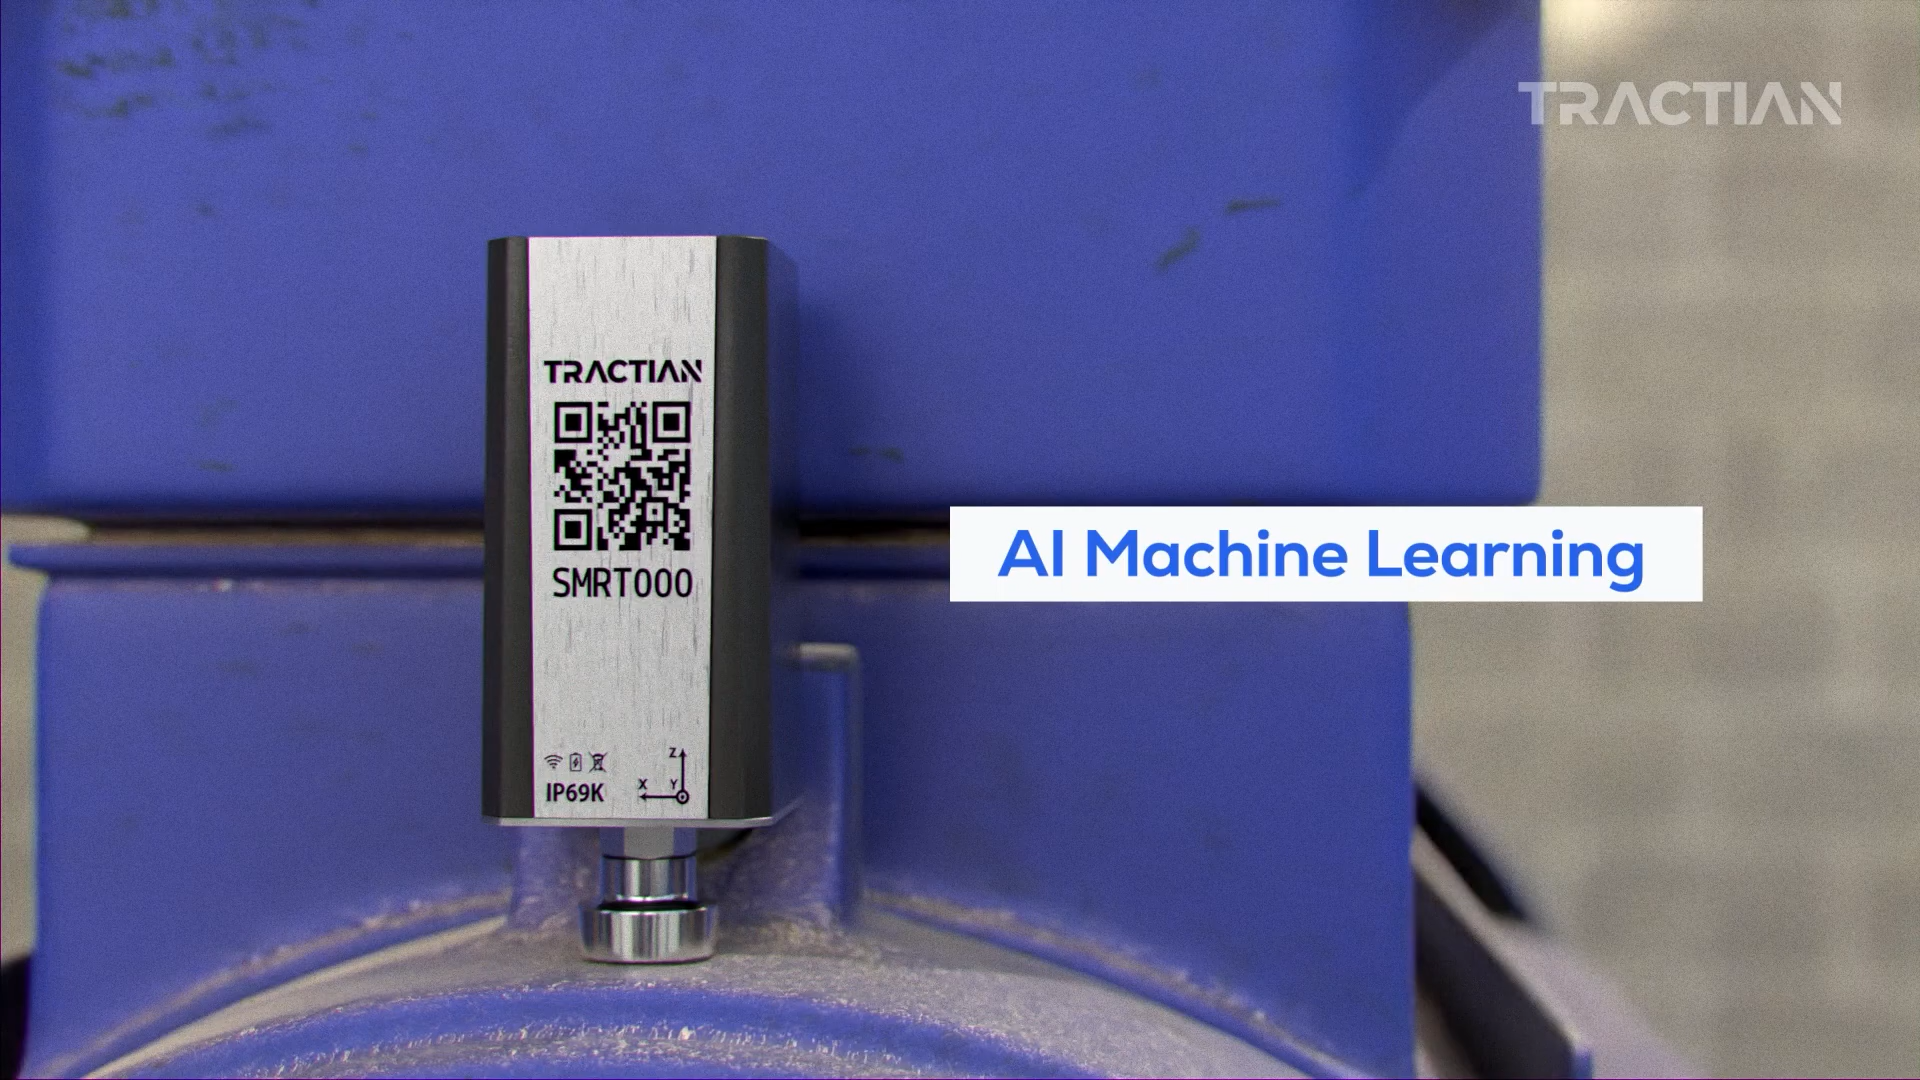 TRACTIAN
TRACTIAN
SMRT000
AI Machine Learning
Z
X Y
IP69K